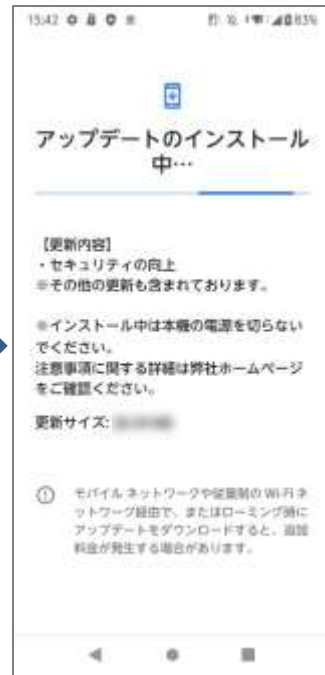 15:42
83%
アップデートのインストール
中…
【更新内容】
・セキュリティの向上
※その他の更新も含まれております。
※インストール中は本機の電源を切らない
でください。
注意事項に関する詳細は弊社ホームページ
をご確認ください。
更新サイズ:
モバイル ネットワークや従量制の Wi-Fi ネ
ットワーク経由で、またはローミング時に
アップデートをダウンロードすると、追加
料金が発生する場合があります。